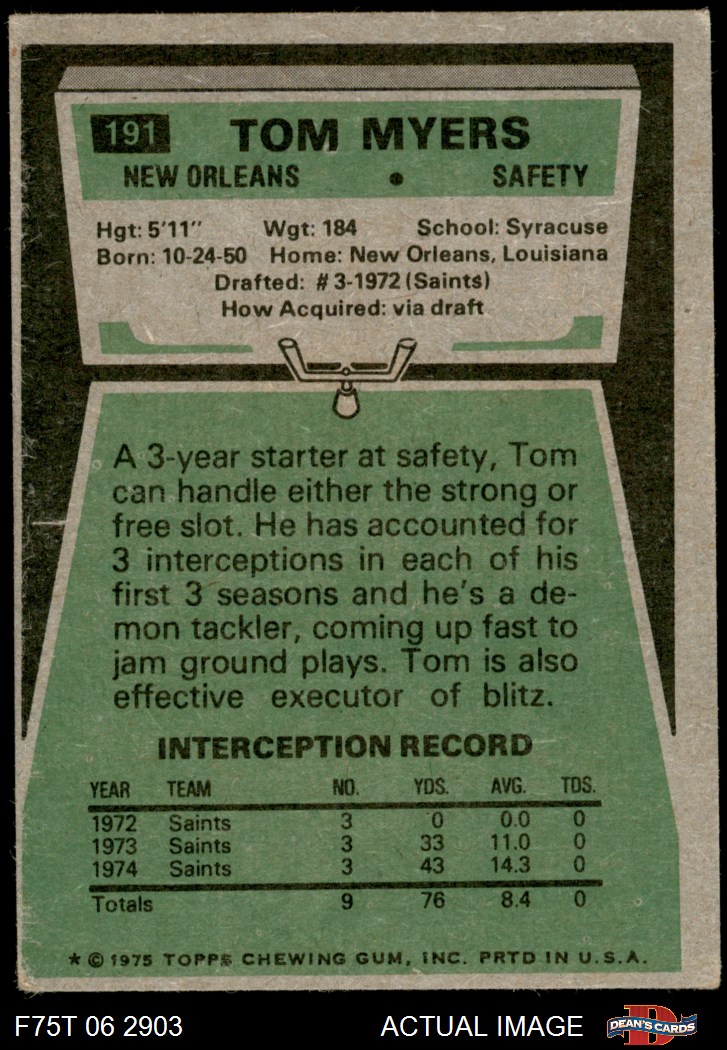 191 TOM MYERS
NEW ORLEANS • SAFETY
Hgt: 5'11" Wgt: 184 School: Syracuse
Born: 10-24-50 Home: New Orleans, Louisiana
Drafted: #3-1972 (Saints)
How Acquired: via draft
A 3-year starter at safety, Tom
can handle either the strong or
free slot. He has accounted for
3 interceptions in each of his
first 3 seasons and he's a de-
mon tackler, coming up fast to
jam ground plays. Tom is also
effective executor of blitz.
INTERCEPTION RECORD
YEAR TEAM NO. YDS. AVG. TDS.
1972 Saints 3 0 0.0 0
1973 Saints 3 33 11.0 0
1974 Saints 3 43 14.3 0
Totals 9 76 8.4 0
* © 1975 TOPPS CHEWING GUM, INC. PRTD IN U.S.A.
F75T 06 2903 ACTUAL IMAGE D DEAN'S CARDS